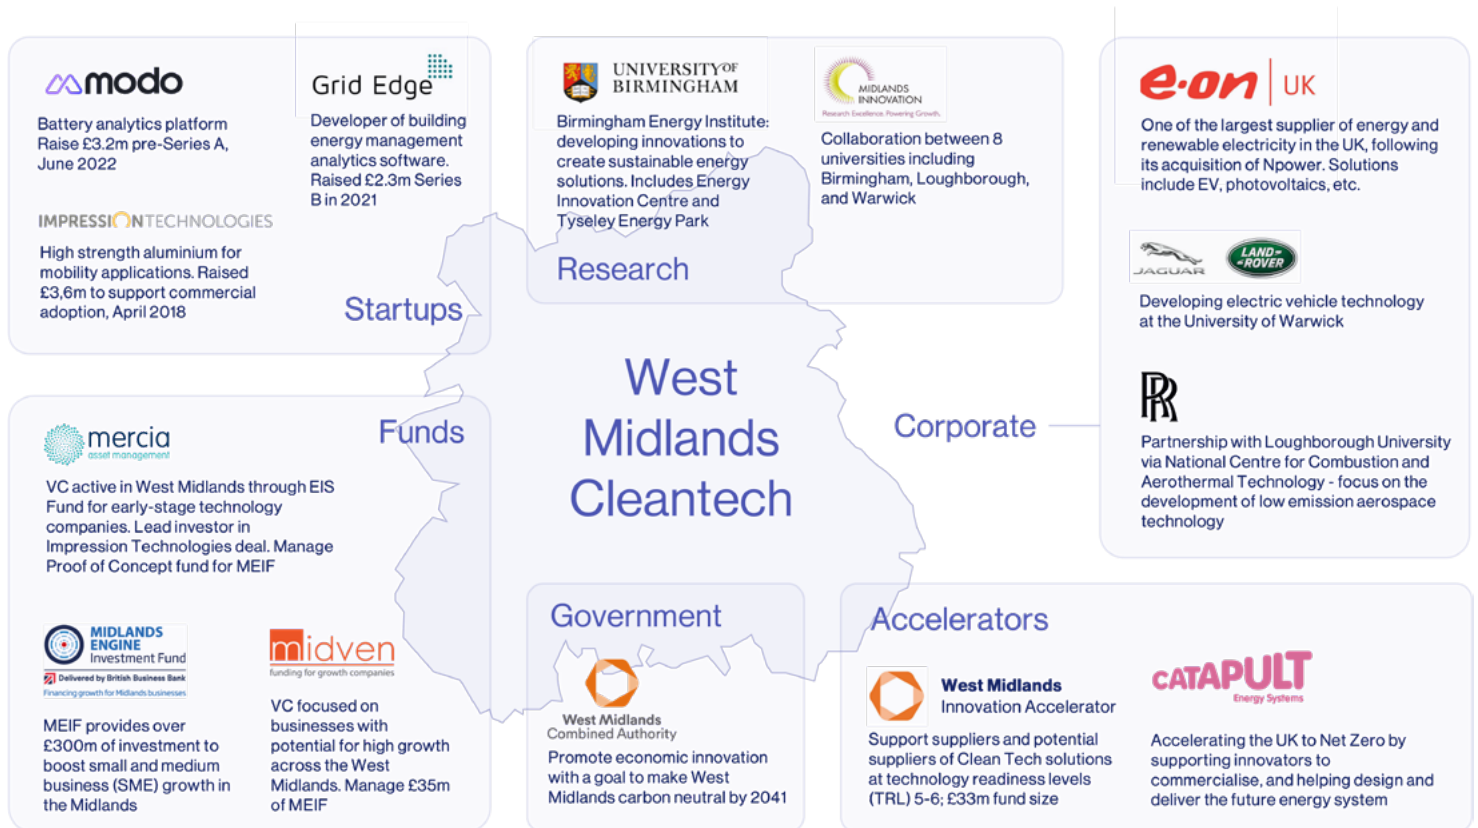 modo
Battery analytics platform
Raise £3.2m pre-Series A,
June 2022
Grid Edge
Developer of building
energy management
analytics software.
Raised £2.3m Series
B in 2021
IMPRESSION TECHNOLOGIES
High strength aluminium for
mobility applications. Raised
£3,6m to support commercial
adoption, April 2018
Startups
UNIVERSITY OF
BIRMINGHAM
Birmingham Energy Institute:
developing innovations to
create sustainable energy
solutions. Includes Energy
Innovation Centre and
Tyseley Energy Park
MIDLANDS
INNOVATION
Research Excellence. Powering Growth.
Collaboration between 8
universities including
Birmingham, Loughborough,
and Warwick
Research
e·on | UK
One of the largest supplier of energy and
renewable electricity in the UK, following
its acquisition of Npower. Solutions
include EV, photovoltaics, etc.
JAGUAR
LAND-
-ROVER
Developing electric vehicle technology
at the University of Warwick
RR
Partnership with Loughborough University
via National Centre for Combustion and
Aerothermal Technology - focus on the
development of low emission aerospace
technology
Corporate
West
Midlands
Cleantech
Funds
mercia
asset management
VC active in West Midlands through EIS
Fund for early-stage technology
companies. Lead investor in
Impression Technologies deal. Manage
Proof of Concept fund for MEIF
MIDLANDS
ENGINE
Investment Fund
Delivered by British Business Bank
Financing growth for Midlands businesses
MEIF provides over
£300m of investment to
boost small and medium
business (SME) growth in
the Midlands
midven
funding for growth companies
VC focused on
businesses with
potential for high growth
across the West
Midlands. Manage £35m
of MEIF
Government
West Midlands
Combined Authority
Promote economic innovation
with a goal to make West
Midlands carbon neutral by 2041
Accelerators
West Midlands
Innovation Accelerator
Support suppliers and potential
suppliers of Clean Tech solutions
at technology readiness levels
(TRL) 5-6; £33m fund size
CATAPULT
Energy Systems
Accelerating the UK to Net Zero by
supporting innovators to
commercialise, and helping design and
deliver the future energy system